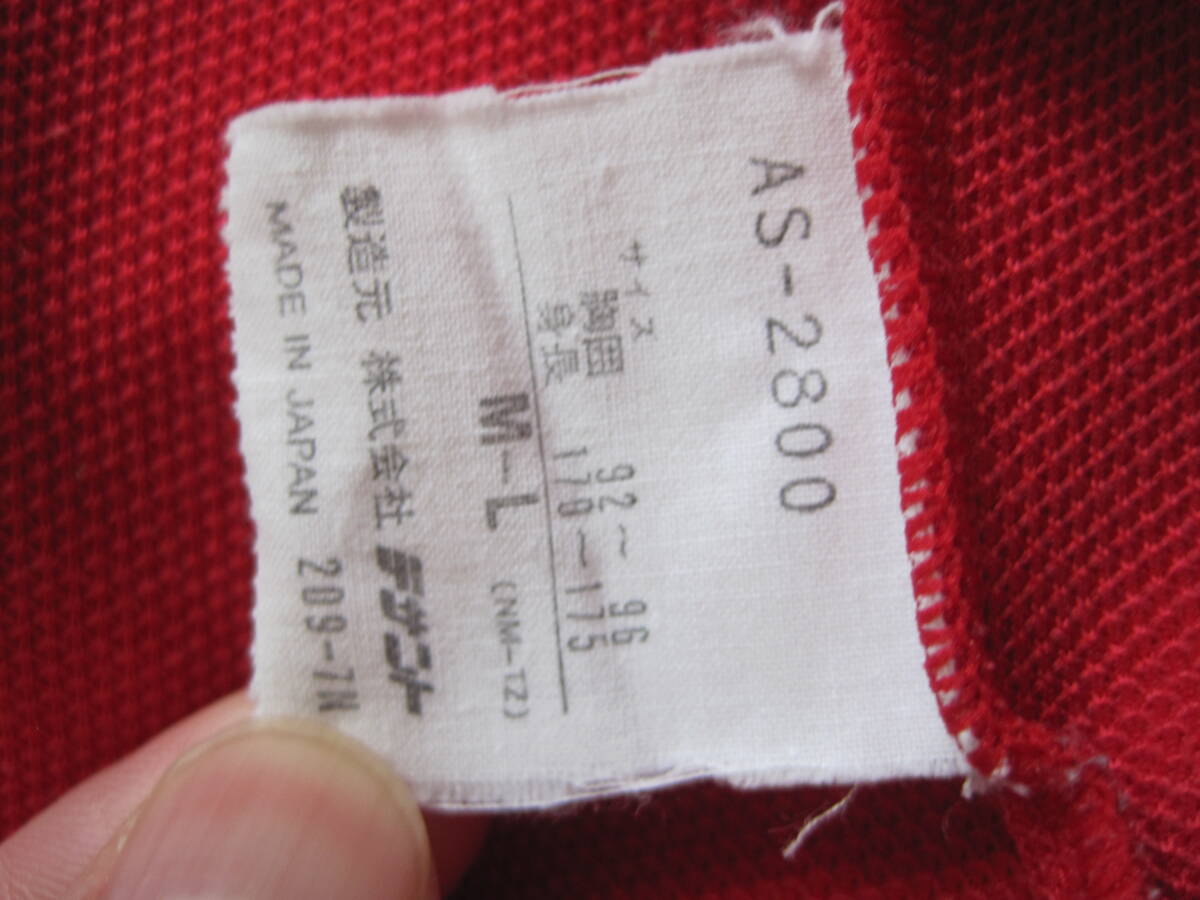 AS-2800
サイズ
胸囲 92～96
身長 170～175
M-L (NM-TZ)
製造元 株式会社 デサント
MADE IN JAPAN 209-7N